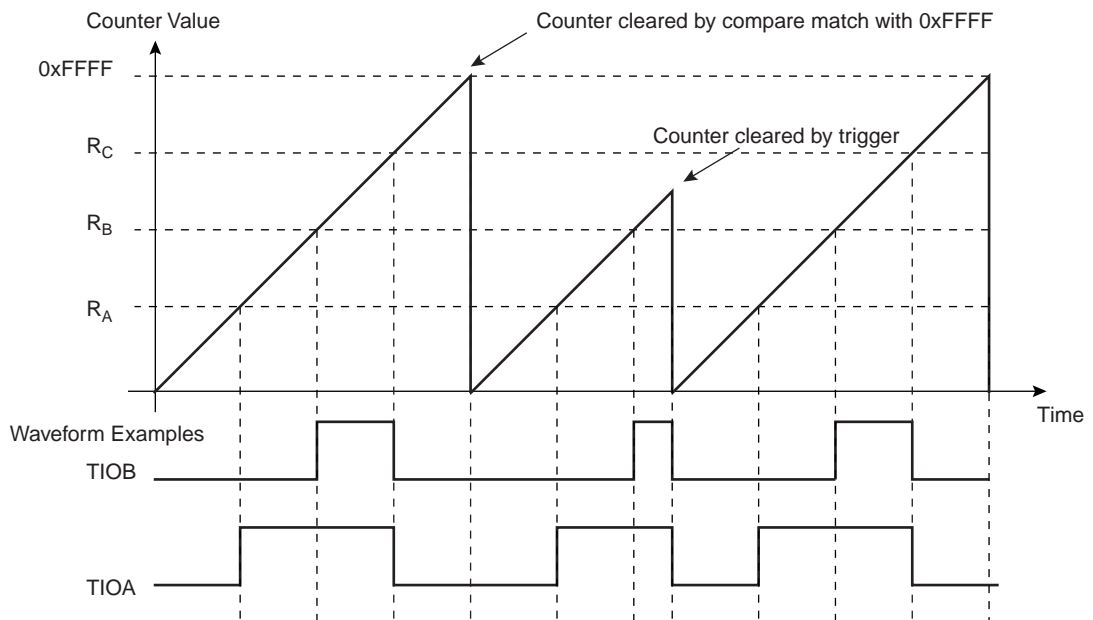 Counter Value
Counter cleared by compare match with 0xFFFF
0xFFFF
Counter cleared by trigger
RC
RB
RA
Time
Waveform Examples
TIOB
TIOA